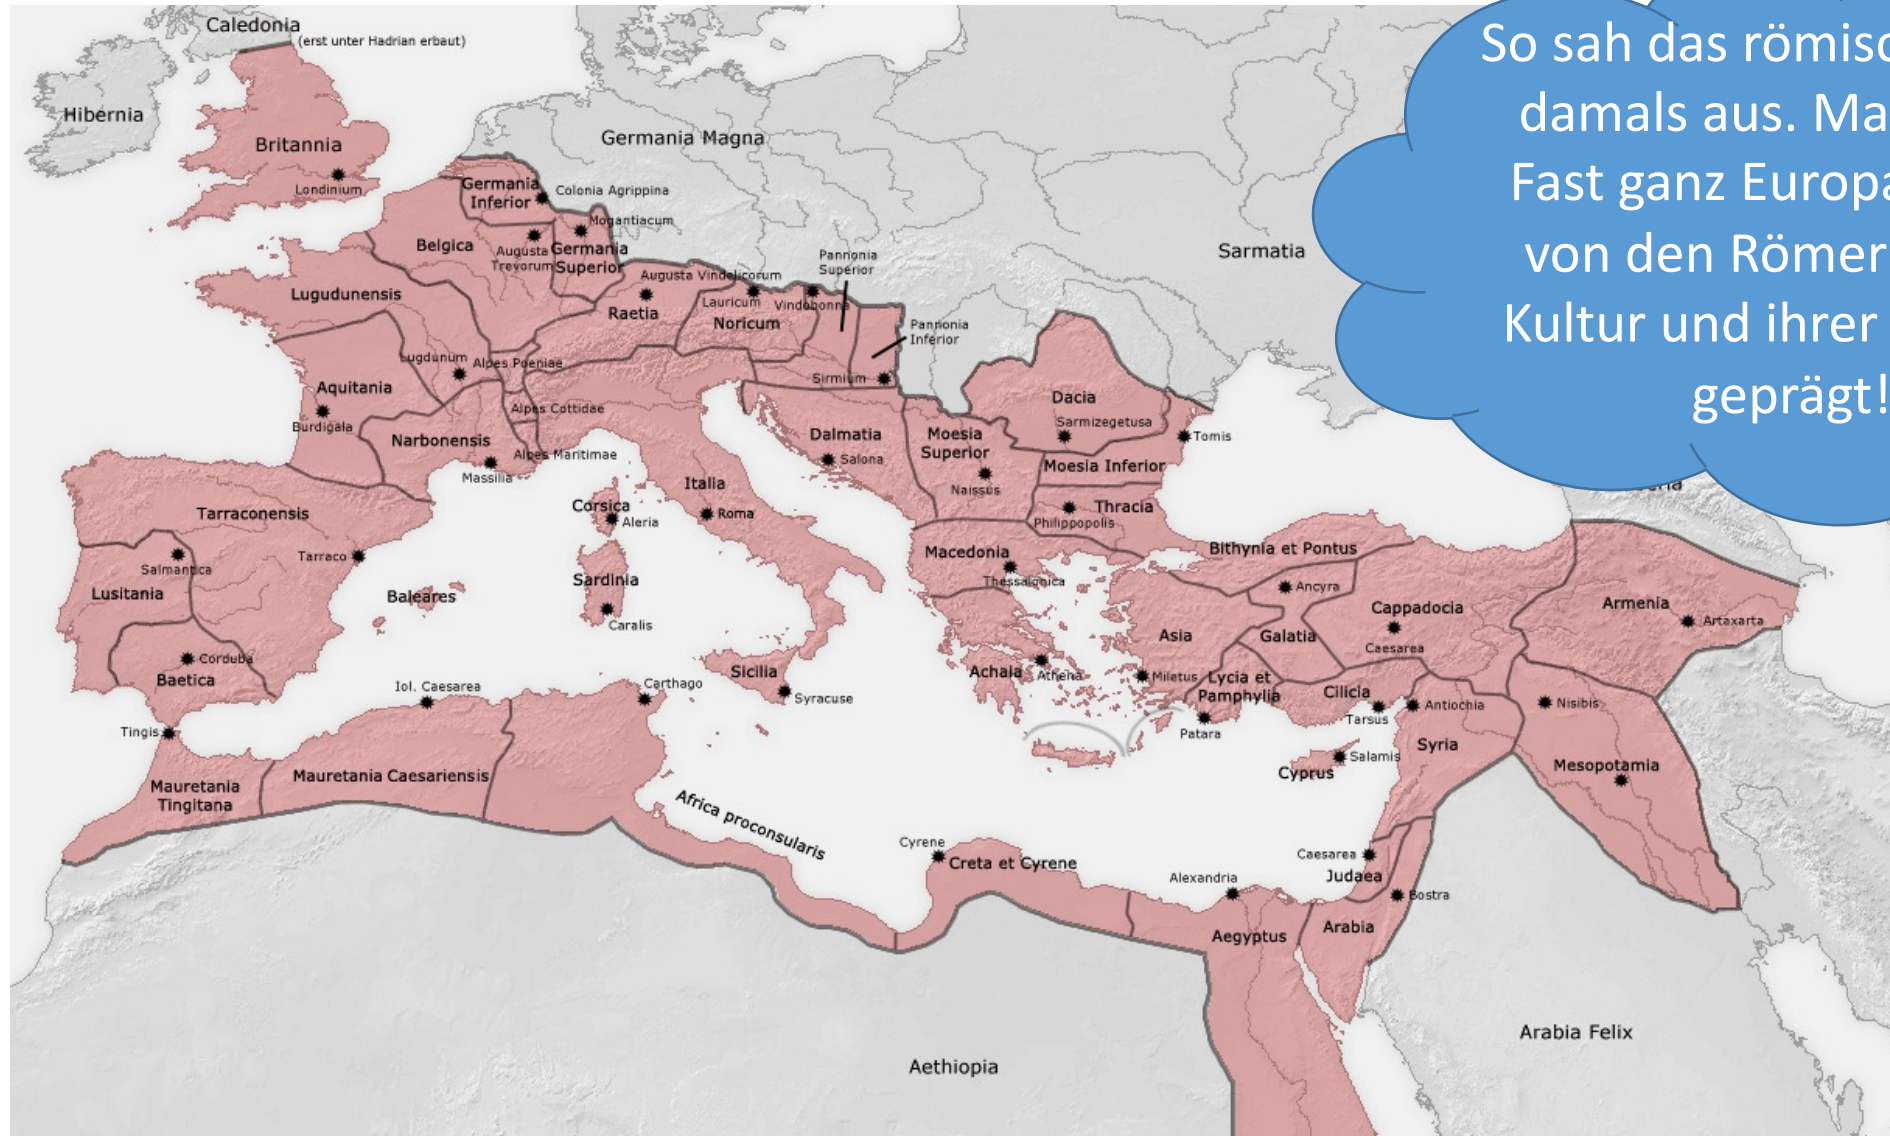 Caledonia
(erst unter Hadrian erbaut)
Hibernia
Britannia
Londinium
Germania Magna
Sarmatia
So sah das römisc
damals aus. Ma
Fast ganz Europa
von den Römer
Kultur und ihrer
geprägt!
Germania
Inferior
Colonia Agrippina
Mogantiacum
Belgica
Augusta
Trevorum
Germania
Superior
Lugudunensis
Augusta Vindelicorum
Pannonia
Superior
Lauricum
Vindobonna
Raetia
Noricum
Pannonia
Inferior
Lugdunum
Alpes Poeniae
Sirmium
Aquitania
Burdigala
Alpes Cottidae
Narbonensis
Alpes Maritimae
Massilia
Dacia
Sarmizegetusa
Tomis
Dalmatia
Salona
Moesia
Superior
Naissus
Moesia Inferior
Italia
Roma
Corsica
Aleria
Thracia
Philippopolis
Tarraconensis
Tarraco
Salmantica
Lusitania
Baleares
Sardinia
Caralis
Macedonia
Thessalonica
Bithynia et Pontus
Ancyra
Cappadocia
Caesarea
Armenia
Artaxarta
Asia
Galatia
Corduba
Baetica
Iol. Caesarea
Carthago
Sicilia
Syracuse
Achaia
Athena
Miletus
Lycia et
Pamphylia
Patara
Cilicia
Tarsus
Antiochia
Nisibis
Tingis
Mauretania
Tingitana
Mauretania Caesariensis
Africa proconsularis
Syria
Salamis
Cyprus
Mesopotamia
Cyrene
Creta et Cyrene
Caesarea
Judaea
Alexandria
Bostra
Aegyptus
Arabia
Arabia Felix
Aethiopia